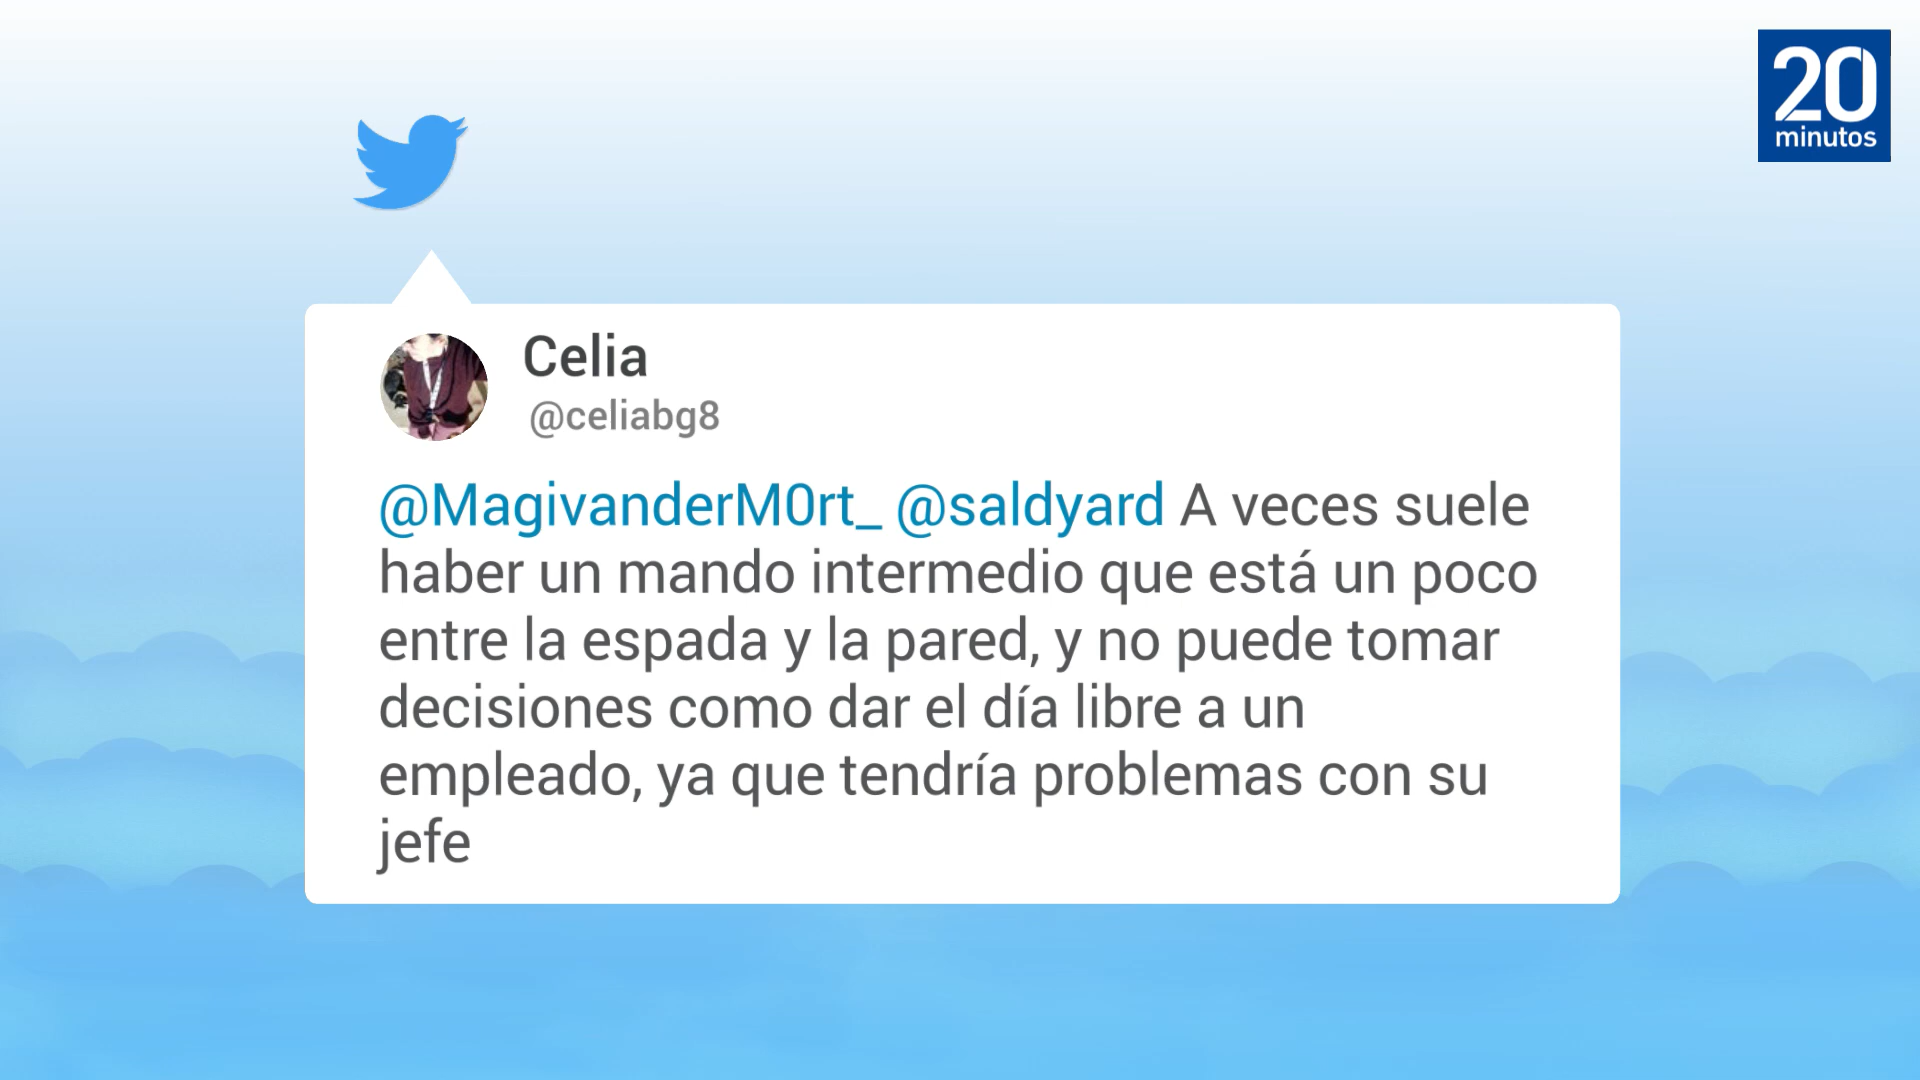 20
minutos
Celia
@celiabg8
@MagivanderM0rt_ @saldyard A veces suele
haber un mando intermedio que está un poco
entre la espada y la pared, y no puede tomar
decisiones como dar el día libre a un
empleado, ya que tendría problemas con su
jefe